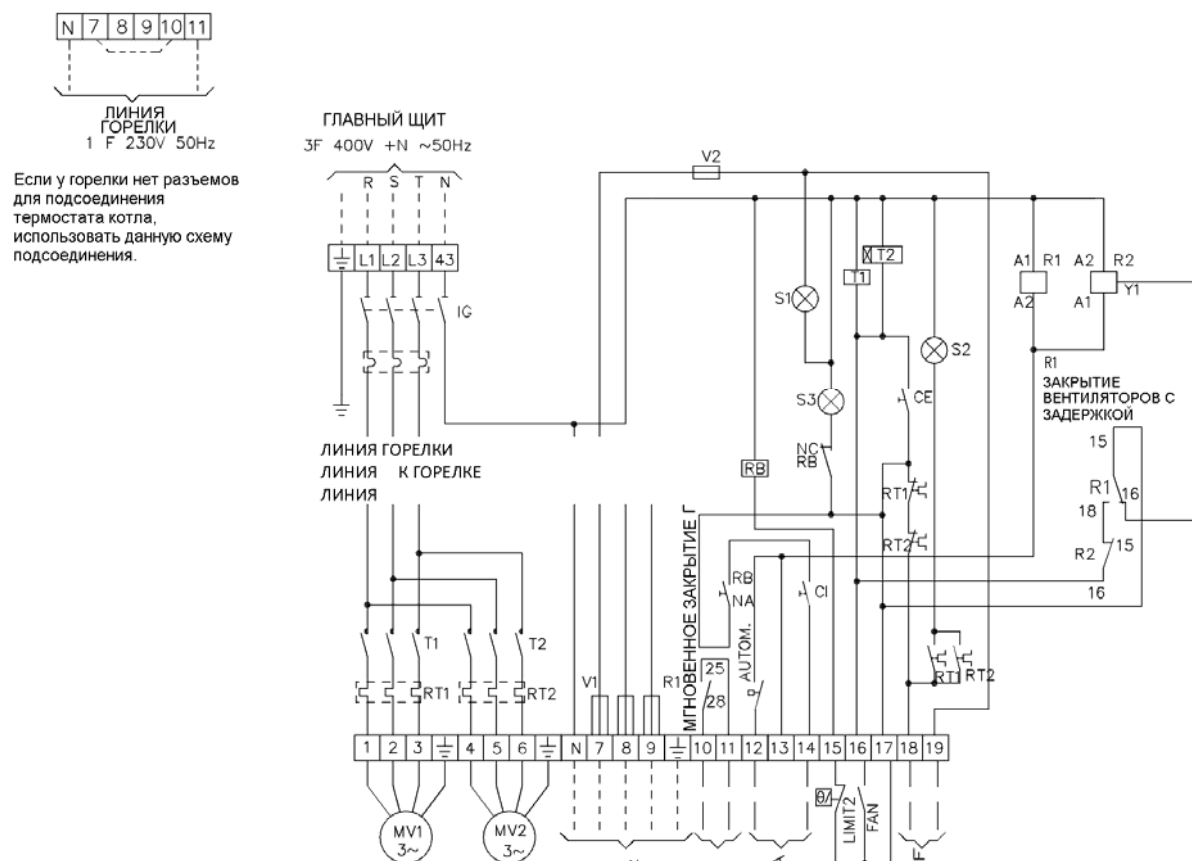 N 7 8 9 10 11
ЛИНИЯ
ГОРЕЛКИ
1 F 230V 50Hz
Если у горелки нет разъемов
для подсоединения
термостата котла,
использовать данную схему
подсоединения.
ГЛАВНЫЙ ЩИТ
3F 400V +N ~50Hz
R S T N
L1 L2 L3 43
IG
ЛИНИЯ ГОРЕЛКИ
ЛИНИЯ К ГОРЕЛКЕ
ЛИНИЯ
V2
T2
T1
S1
S2
S3
CE
NC
RB
RB
RT1
RT2
A1 R1
A2
A2 R2
Y1
A1
R1
ЗАКРЫТИЕ
ВЕНТИЛЯТОРОВ С
ЗАДЕРЖКОЙ
15
R1 16
18
R2 15
16
МГНОВЕННОЕ ЗАКРЫТИЕ Г
RB
NA
CI
AUTOM.
25
28
T1
T2
RT1
RT2
V1
R1
RT1 RT2
1 2 3 4 5 6 N 7 8 9 10 11 12 13 14 15 16 17 18 19
MV1
3~
MV2
3~
θ/
LIMIT2
FAN
F